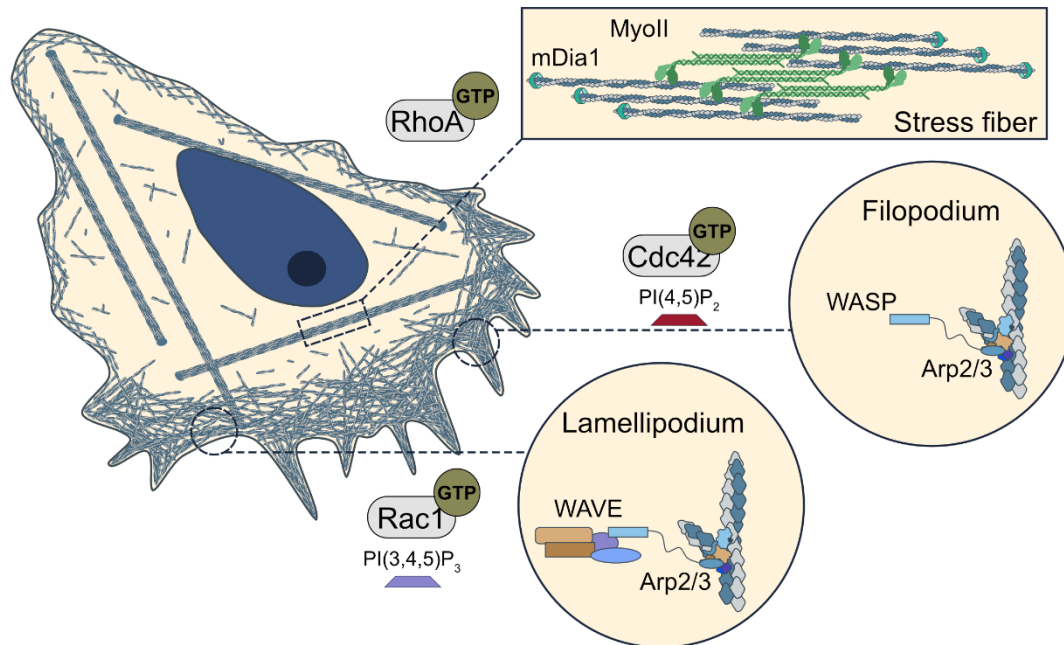 MyoII
mDia1
Stress fiber
GTP
RhoA
Filopodium
GTP
Cdc42
PI(4,5)P₂
WASP
Arp2/3
Lamellipodium
GTP
Rac1
PI(3,4,5)P₃
WAVE
Arp2/3